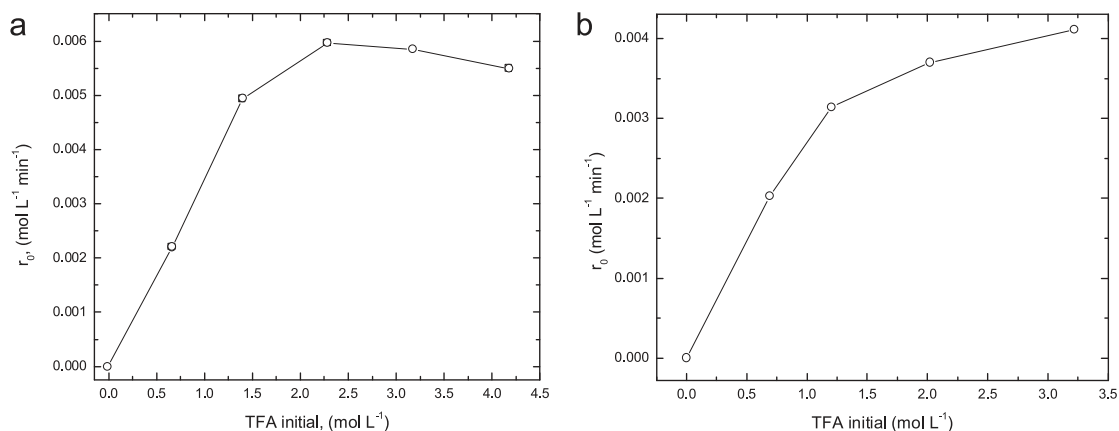 a
0.006
0.005
0.004
0.003
0.002
0.001
0.000
r₀, (mol L⁻¹ min⁻¹)
0.0 0.5 1.0 1.5 2.0 2.5 3.0 3.5 4.0 4.5
TFA initial, (mol L⁻¹)
b
0.004
0.003
0.002
0.001
0.000
r₀ (mol L⁻¹ min⁻¹)
0.0 0.5 1.0 1.5 2.0 2.5 3.0 3.5
TFA initial (mol L⁻¹)